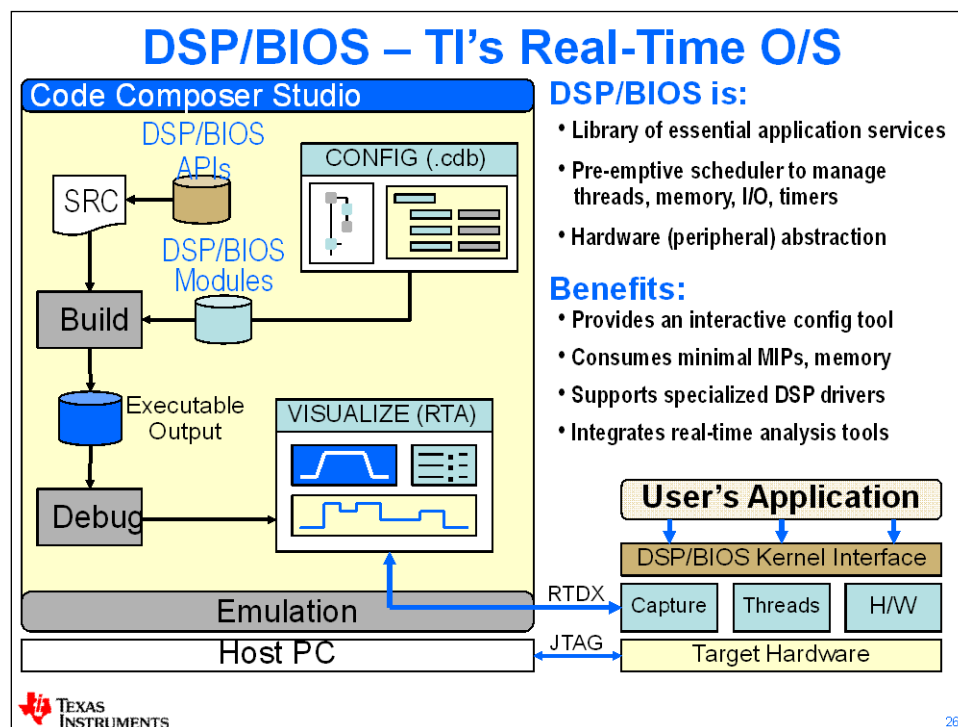 DSP/BIOS – TI's Real-Time O/S
Code Composer Studio
DSP/BIOS
APIs
SRC
CONFIG (.cdb)
DSP/BIOS
Modules
Build
Executable
Output
VISUALIZE (RTA)
Debug
Emulation
Host PC
DSP/BIOS is:
• Library of essential application services
• Pre-emptive scheduler to manage
threads, memory, I/O, timers
• Hardware (peripheral) abstraction
Benefits:
• Provides an interactive config tool
• Consumes minimal MIPs, memory
• Supports specialized DSP drivers
• Integrates real-time analysis tools
User's Application
DSP/BIOS Kernel Interface
RTDX
Capture
Threads
H/W
JTAG
Target Hardware
TEXAS
INSTRUMENTS
26